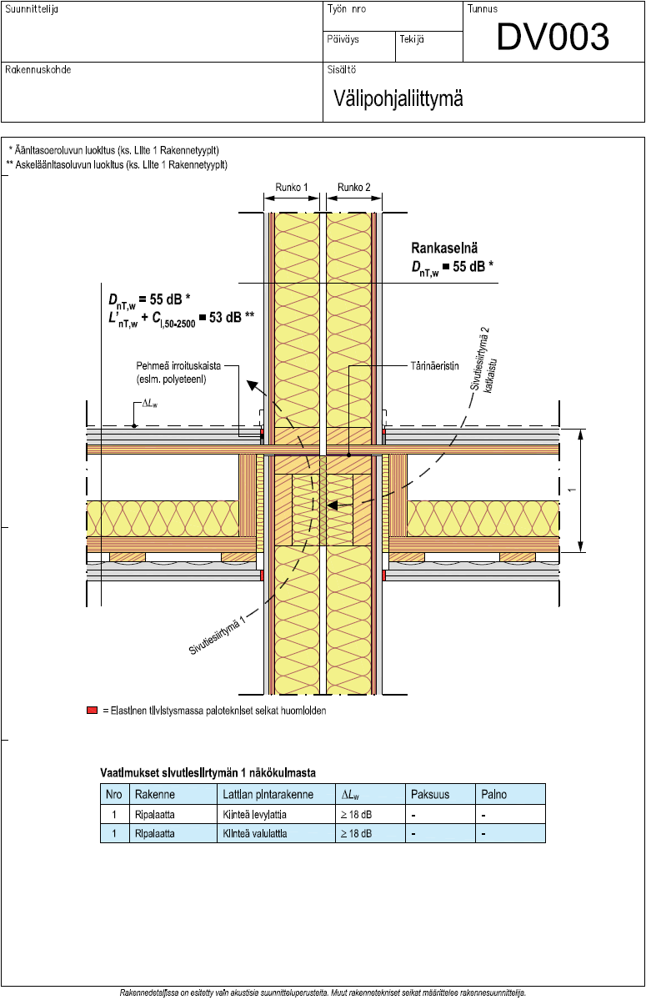 Suunnittelija
Työn nro
Tunnus
DV003
Päiväys
Tekijä
Rakennuskohde
Sisältö
Välipohjaliittymä
* Äänitasoeroluvun luokitus (ks. Liite 1 Rakennetyypit)
** Askeläänitasoluvun luokitus (ks. Liite 1 Rakennetyypit)
Runko 1
Runko 2
Rankaseinä
DnT,w = 55 dB *
DnT,w = 55 dB *
L'nT,w + CI,50-2500 = 53 dB **
Pehmeä irroituskaista
(esim. polyeteeni)
Tärinäeristin
Sivutiesiirtymä 2
katkaistu
ΔLw
1
Sivutiesiirtymä 1
= Elastinen tiivistysmassa palotekniset seikat huomioiden
Vaatimukset sivutiesiirtymän 1 näkökulmasta
Nro Rakenne Lattian pintarakenne ΔLw Paksuus Paino
1 Ripalaatta Kiinteä levylattia ≥ 18 dB - -
1 Ripalaatta Kiinteä valulattia ≥ 18 dB - -
Rakennedetaljissa on esitetty vain akustisia suunnitteluperusteita. Muut rakennetekniset seikat määrittelee rakennesuunnittelija.